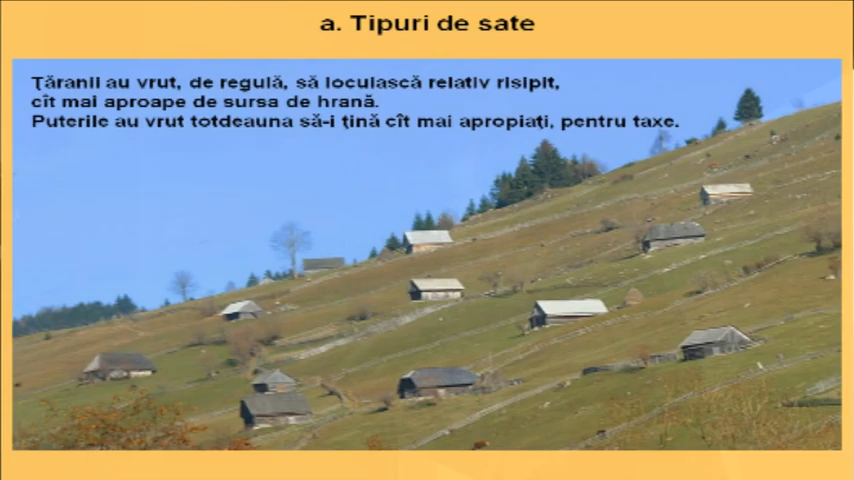 a. Tipuri de sate
Ţăranii au vrut, de regulă, să locuiască relativ risipit,
cît mai aproape de sursa de hrană.
Puterile au vrut totdeauna să-i ţină cît mai apropiaţi, pentru taxe.